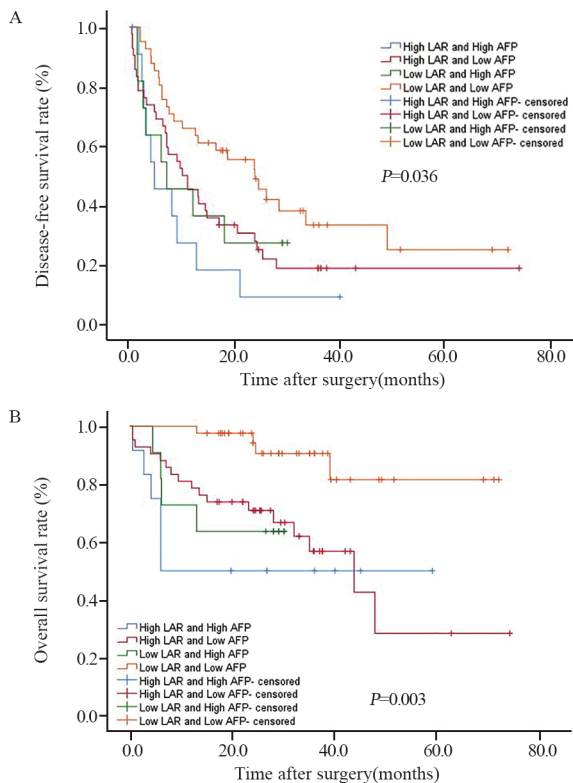 A
1.0
0.8
0.6
0.4
0.2
0.0
Disease-free survival rate (%)
High LAR and High AFP
High LAR and Low AFP
Low LAR and High AFP
Low LAR and Low AFP
High LAR and High AFP- censored
High LAR and Low AFP- censored
Low LAR and High AFP- censored
Low LAR and Low AFP- censored
P=0.036
0.0 20.0 40.0 60.0 80.0
Time after surgery(months)
B
1.0
0.8
0.6
0.4
0.2
0.0
Overall survival rate (%)
High LAR and High AFP
High LAR and Low AFP
Low LAR and High AFP
Low LAR and Low AFP
High LAR and High AFP- censored
High LAR and Low AFP- censored
Low LAR and High AFP- censored
Low LAR and Low AFP- censored
P=0.003
0.0 20.0 40.0 60.0 80.0
Time after surgery(months)